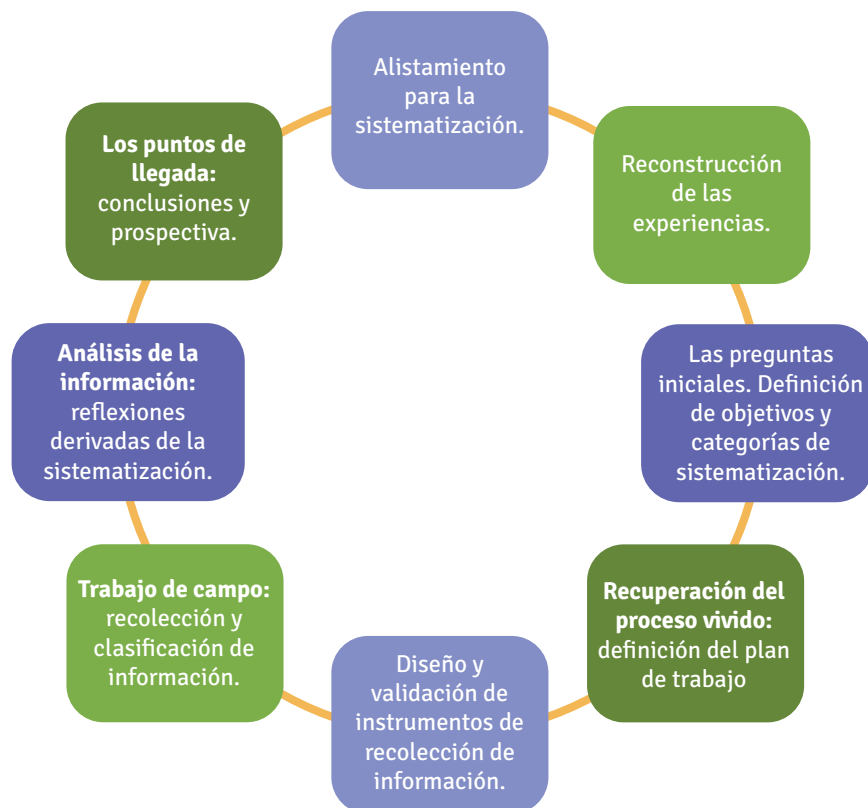 Alistamiento
para la
sistematización.
Reconstrucción
de las
experiencias.
Las preguntas
iniciales. Definición
de objetivos y
categorías de
sistematización.
Recuperación del
proceso vivido:
definición del plan
de trabajo
Diseño y
validación de
instrumentos de
recolección de
información.
Trabajo de campo:
recolección y
clasificación de
información.
Análisis de la
información:
reflexiones
derivadas de la
sistematización.
Los puntos de
llegada:
conclusiones y
prospectiva.